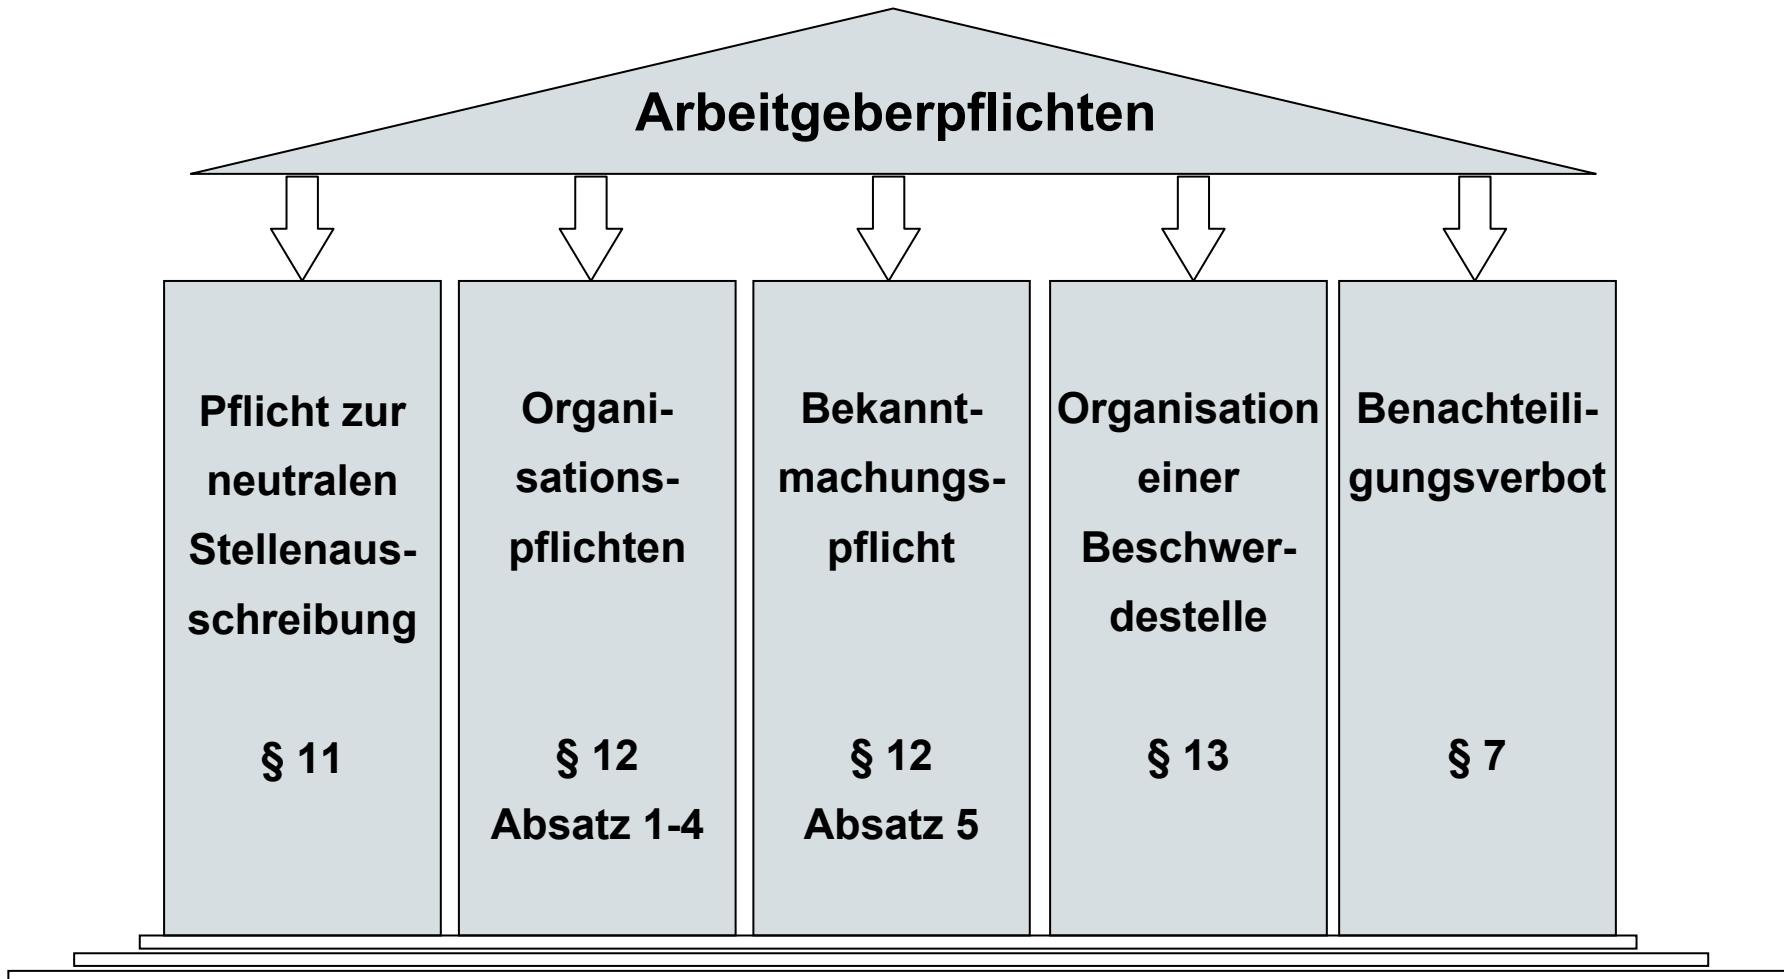 Arbeitgeberpflichten
Pflicht zur
neutralen
Stellenaus-
schreibung
§ 11
Organi-
sations-
pflichten
§ 12
Absatz 1-4
Bekannt-
machungs-
pflicht
§ 12
Absatz 5
Organisation
einer
Beschwer-
destelle
§ 13
Benachteili-
gungsverbot
§ 7